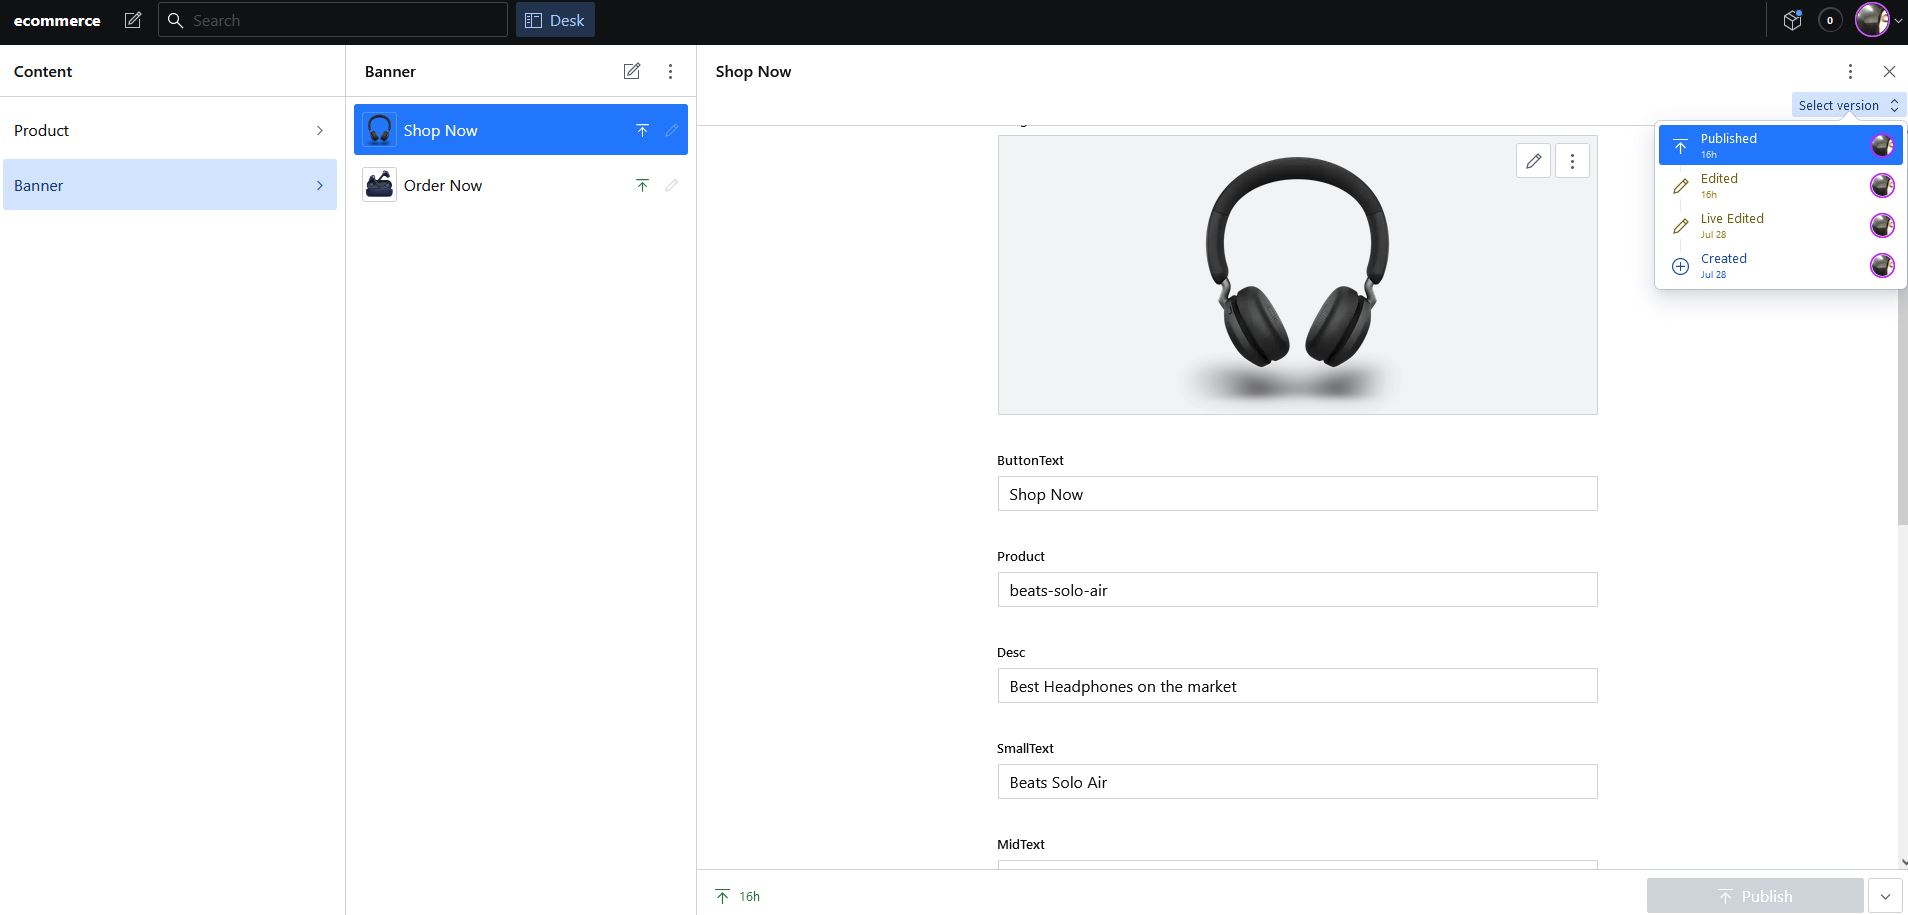 ecommerce
Search
Desk
0
Content
Product
Banner
Banner
Shop Now
Order Now
Shop Now
Select version
Published
16h
Edited
16h
Live Edited
Jul 28
Created
Jul 28
ButtonText
Shop Now
Product
beats-solo-air
Desc
Best Headphones on the market
SmallText
Beats Solo Air
MidText
16h
Publish